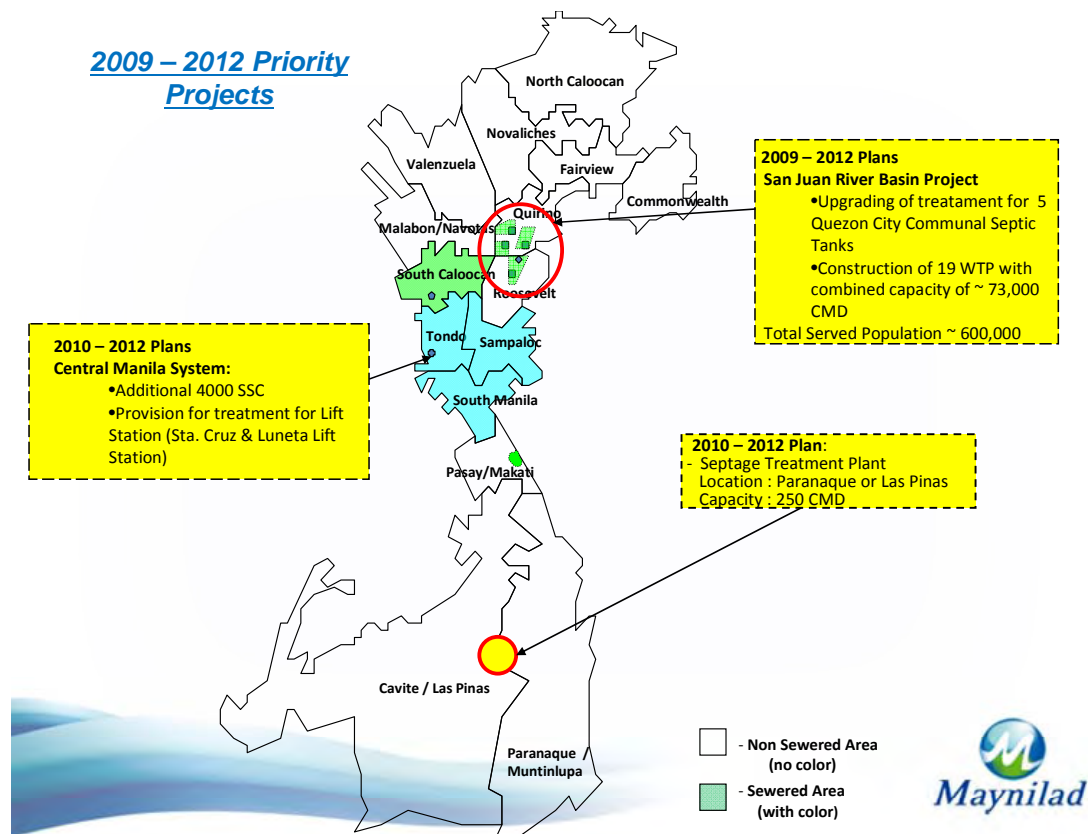 2009 – 2012 Priority
Projects
North Caloocan
Novaliches
Valenzuela
Fairview
Commonwealth
Quirino
Malabon/Navotas
South Caloocan
Roosevelt
Tondo
Sampaloc
South Manila
Pasay/Makati
Cavite / Las Pinas
Paranaque /
Muntinlupa
2009 – 2012 Plans
San Juan River Basin Project
•Upgrading of treatament for 5
Quezon City Communal Septic
Tanks
•Construction of 19 WTP with
combined capacity of ~ 73,000
CMD
Total Served Population ~ 600,000
2010 – 2012 Plans
Central Manila System:
•Additional 4000 SSC
•Provision for treatment for Lift
Station (Sta. Cruz & Luneta Lift
Station)
2010 – 2012 Plan:
- Septage Treatment Plant
Location : Paranaque or Las Pinas
Capacity : 250 CMD
- Non Sewered Area
(no color)
- Sewered Area
(with color)
Maynilad